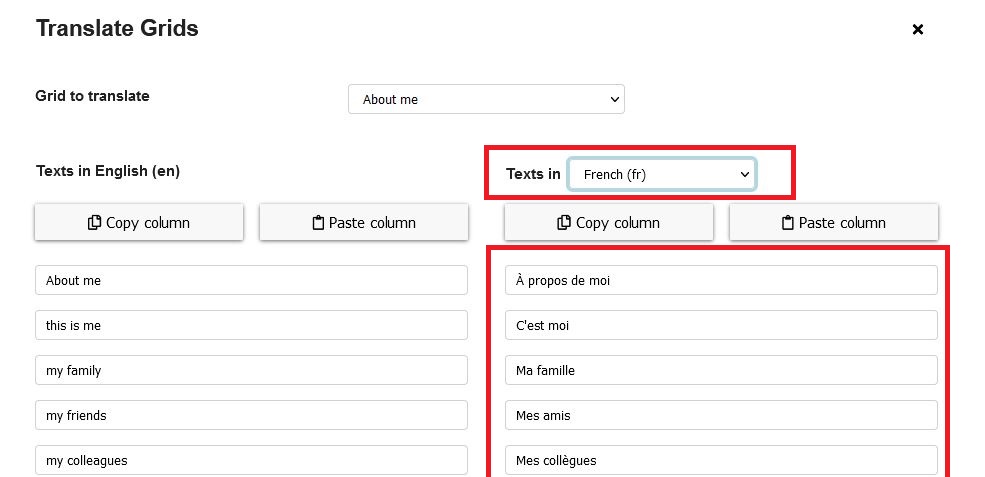 Translate Grids
Grid to translate
About me
Texts in English (en)
Texts in
French (fr)
Copy column
Paste column
Copy column
Paste column
About me
À propos de moi
this is me
C'est moi
my family
Ma famille
my friends
Mes amis
my colleagues
Mes collègues